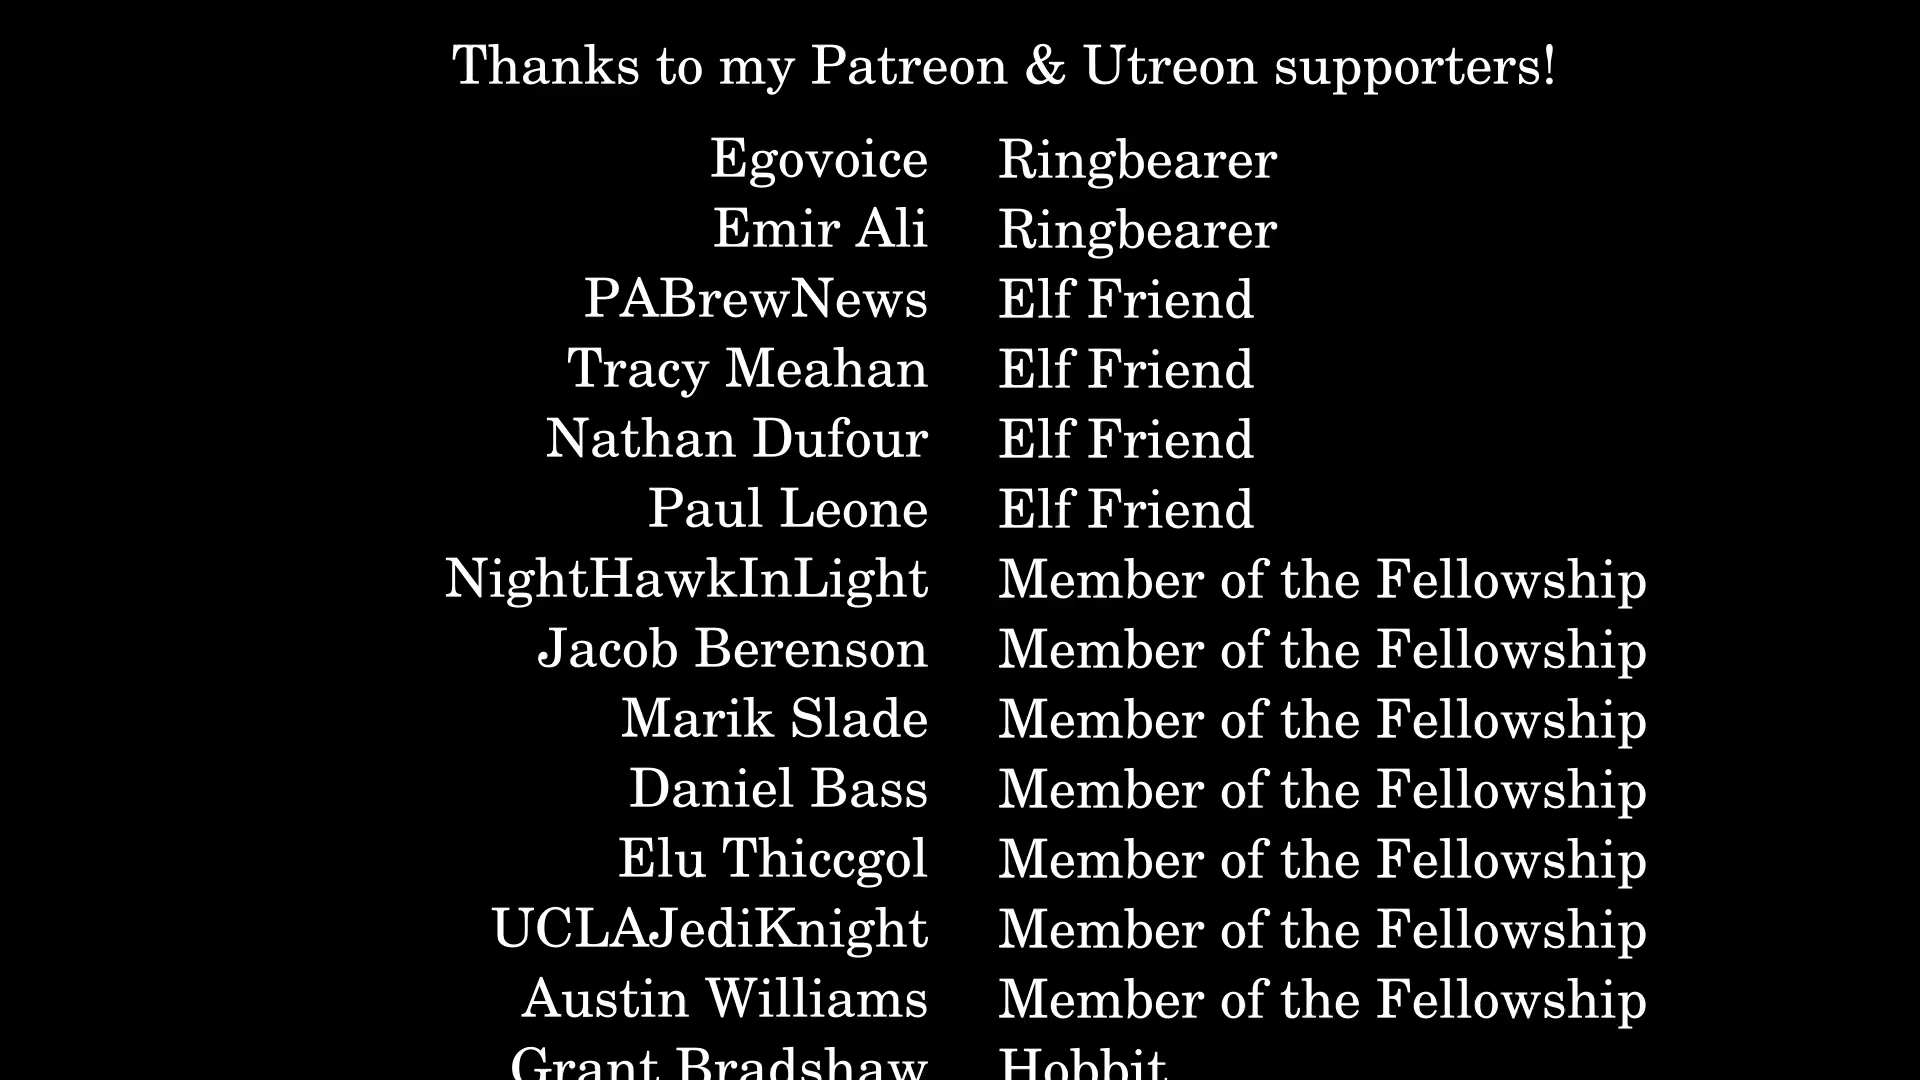 Thanks to my Patreon & Utreon supporters!
Egovoice Ringbearer
Emir Ali Ringbearer
PABrewNews Elf Friend
Tracy Meahan Elf Friend
Nathan Dufour Elf Friend
Paul Leone Elf Friend
NightHawkInLight Member of the Fellowship
Jacob Berenson Member of the Fellowship
Marik Slade Member of the Fellowship
Daniel Bass Member of the Fellowship
Elu Thiccgol Member of the Fellowship
UCLAJediKnight Member of the Fellowship
Austin Williams Member of the Fellowship
Grant Bradshaw Hobbit